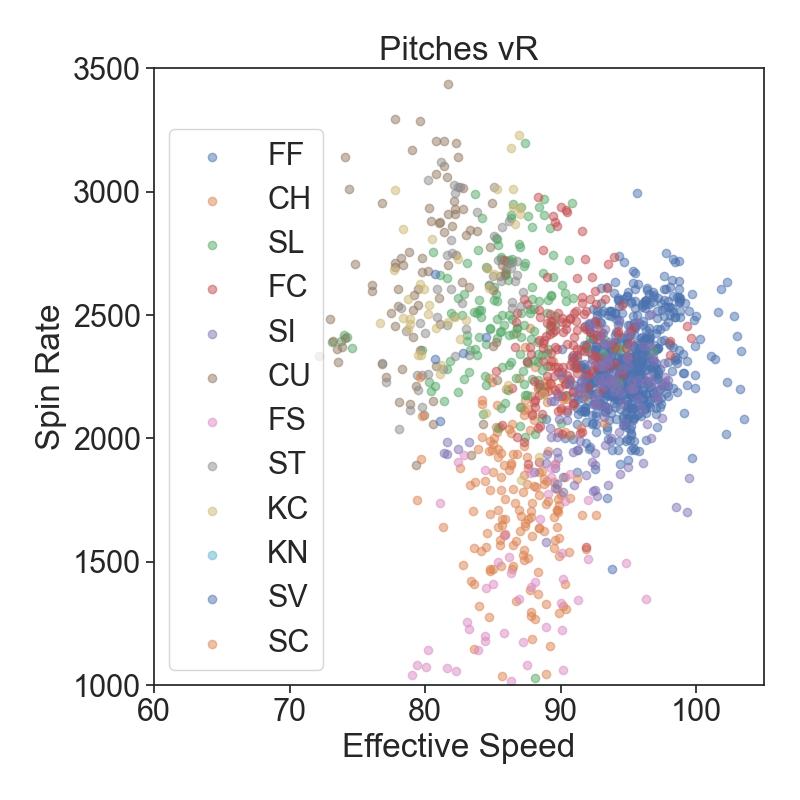 Pitches vR
3500
3000
2500
2000
1500
1000
Spin Rate
FF
CH
SL
FC
SI
CU
FS
ST
KC
KN
SV
SC
60 70 80 90 100
Effective Speed